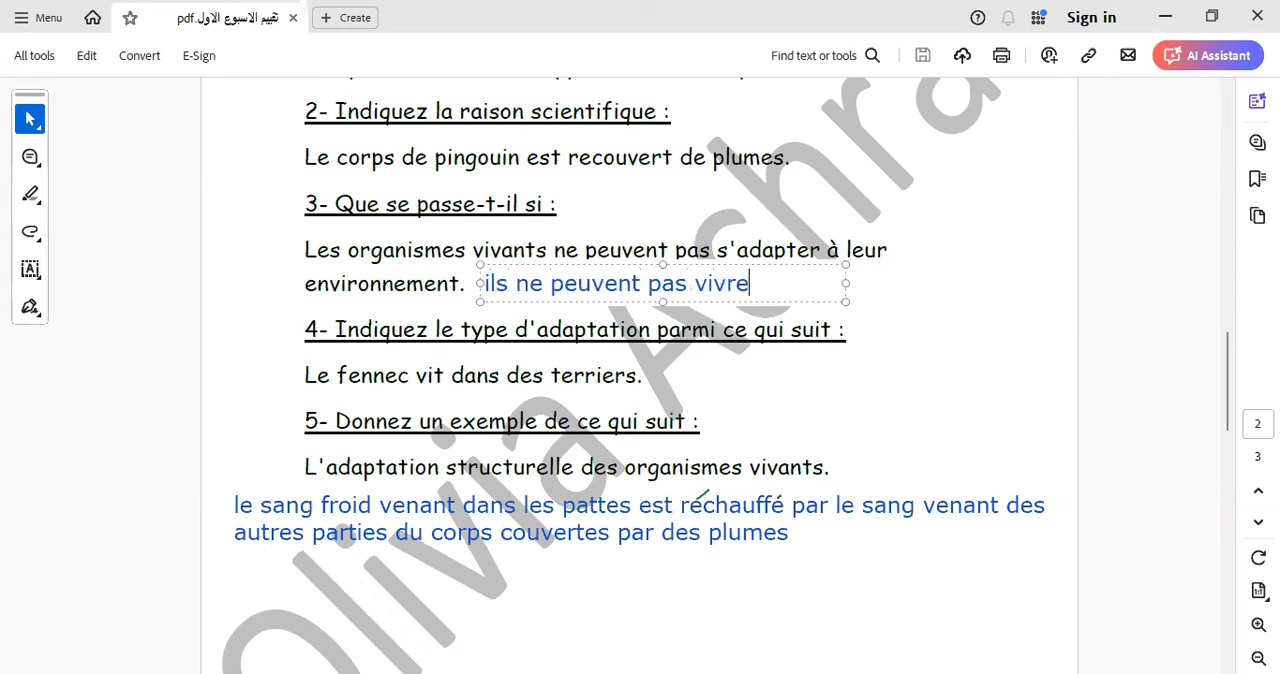 Menu
تقييم الاسبوع الاول.pdf
Create
Sign in
All tools
Edit
Convert
E-Sign
Find text or tools
AI Assistant
2- Indiquez la raison scientifique :
Le corps de pingouin est recouvert de plumes.
3- Que se passe-t-il si :
Les organismes vivants ne peuvent pas s'adapter à leur
environnement. ils ne peuvent pas vivre
4- Indiquez le type d'adaptation parmi ce qui suit :
Le fennec vit dans des terriers.
5- Donnez un exemple de ce qui suit :
L'adaptation structurelle des organismes vivants.
le sang froid venant dans les pattes est réchauffé par le sang venant des
autres parties du corps couvertes par des plumes
Olivia Achra
2
3